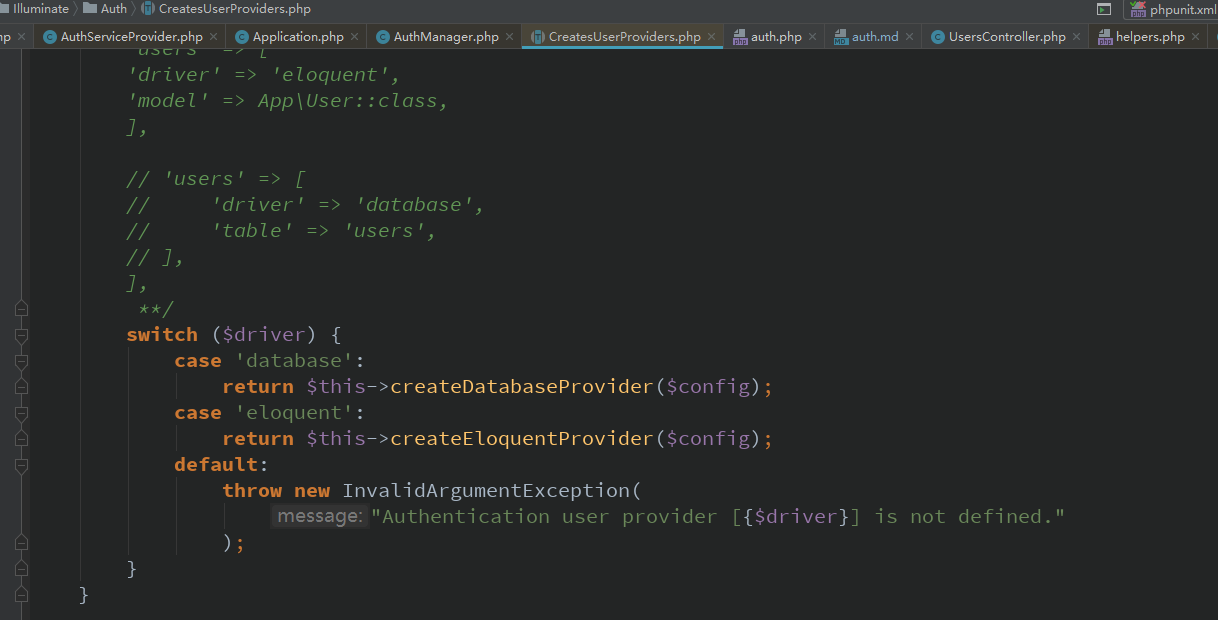 Illuminate Auth CreatesUserProviders.php phpunit.xml
hp AuthServiceProvider.php Application.php AuthManager.php CreatesUserProviders.php auth.php auth.md UsersController.php helpers.php
'users' => [
'driver' => 'eloquent',
'model' => App\User::class,
],
// 'users' => [
//     'driver' => 'database',
//     'table' => 'users',
// ],
],
**/
switch ($driver) {
case 'database':
return $this->createDatabaseProvider($config);
case 'eloquent':
return $this->createEloquentProvider($config);
default:
throw new InvalidArgumentException(
message: "Authentication user provider [{$driver}] is not defined."
);
}
}